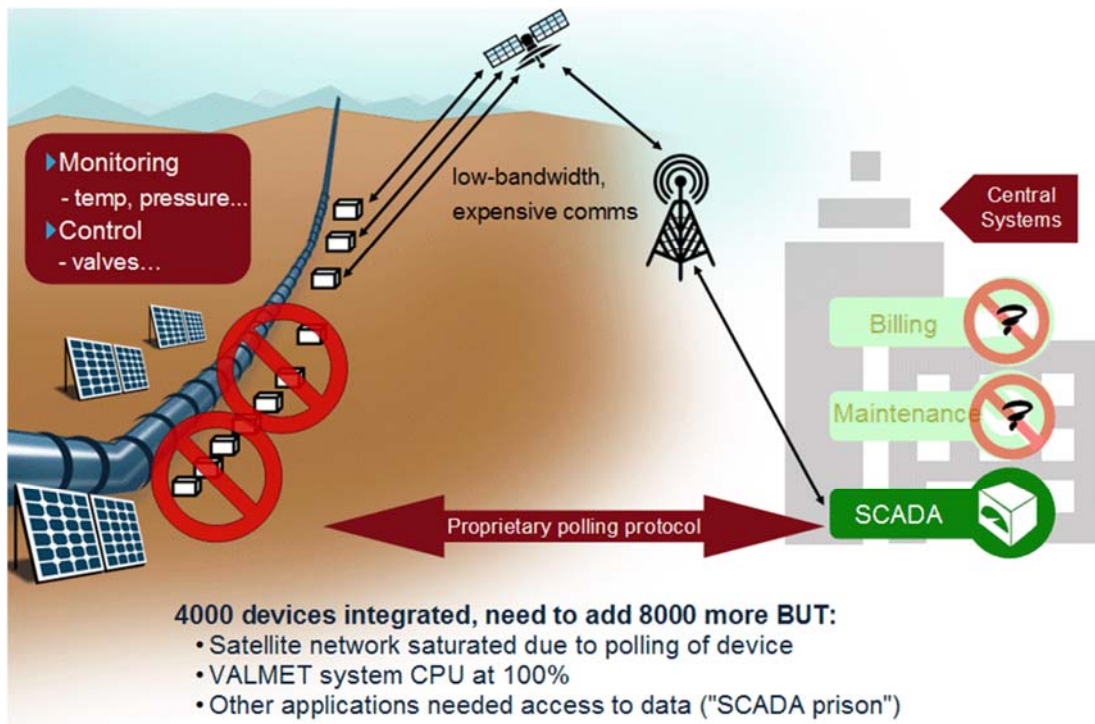 Monitoring
- temp, pressure...
Control
- valves…
low-bandwidth,
expensive comms
Central
Systems
Billing
Maintenance
SCADA
Proprietary polling protocol
4000 devices integrated, need to add 8000 more BUT:
• Satellite network saturated due to polling of device
• VALMET system CPU at 100%
• Other applications needed access to data ("SCADA prison")